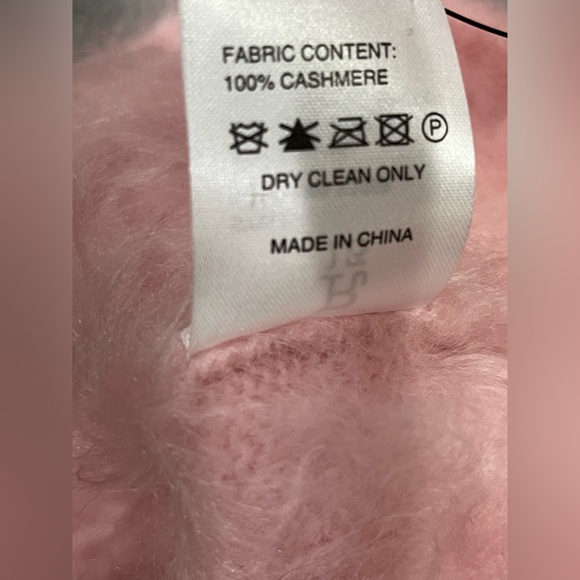 FABRIC CONTENT:
100% CASHMERE
P
DRY CLEAN ONLY
MADE IN CHINA